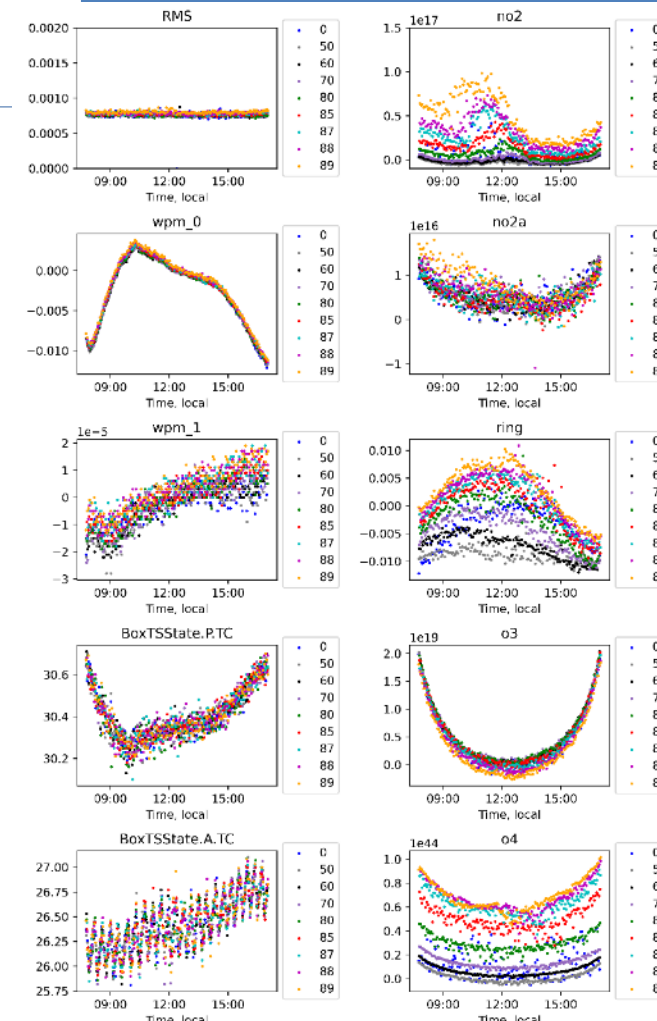 RMS
0.0020
0.0015
0.0010
0.0005
0.0000
09:00 12:00 15:00
Time, local
0
50
60
70
80
85
87
88
89
no2
1e17
1.5
1.0
0.5
0.0
09:00 12:00 15:00
Time, local
wpm_0
0.000
−0.005
−0.010
09:00 12:00 15:00
Time, local
0
50
60
70
80
85
87
88
89
no2a
1e16
1
0
−1
09:00 12:00 15:00
Time, local
wpm_1
1e−5
2
1
0
−1
−2
−3
09:00 12:00 15:00
Time, local
0
50
60
70
80
85
87
88
89
ring
0.010
0.005
0.000
−0.005
−0.010
09:00 12:00 15:00
Time, local
BoxTSState.P.TC
30.6
30.4
30.2
09:00 12:00 15:00
Time, local
0
50
60
70
80
85
87
88
89
o3
1e19
2.0
1.5
1.0
0.5
0.0
09:00 12:00 15:00
Time, local
BoxTSState.A.TC
27.00
26.75
26.50
26.25
26.00
25.75
09:00 12:00 15:00
Time, local
0
50
60
70
80
85
87
88
89
o4
1e44
1.0
0.8
0.6
0.4
0.2
0.0
09:00 12:00 15:00
Time, local